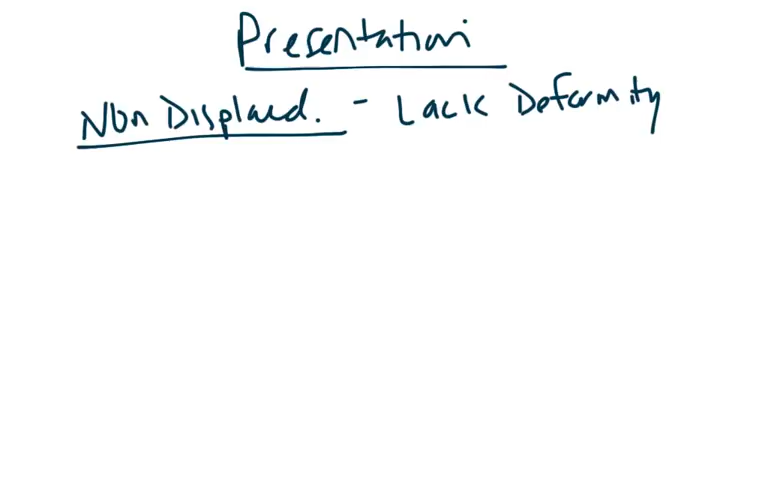 Presentation
Non Displaced. - Lack Deformity